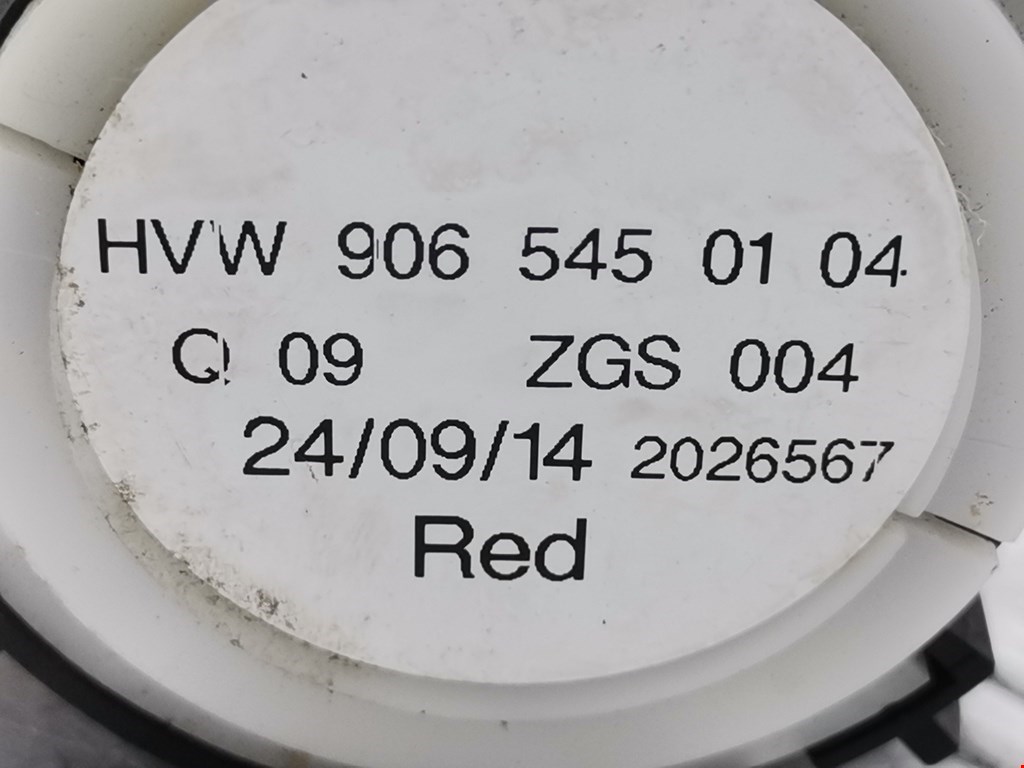 HVW 906 545 01 04
Q 09 ZGS 004
24/09/14 2026567
Red